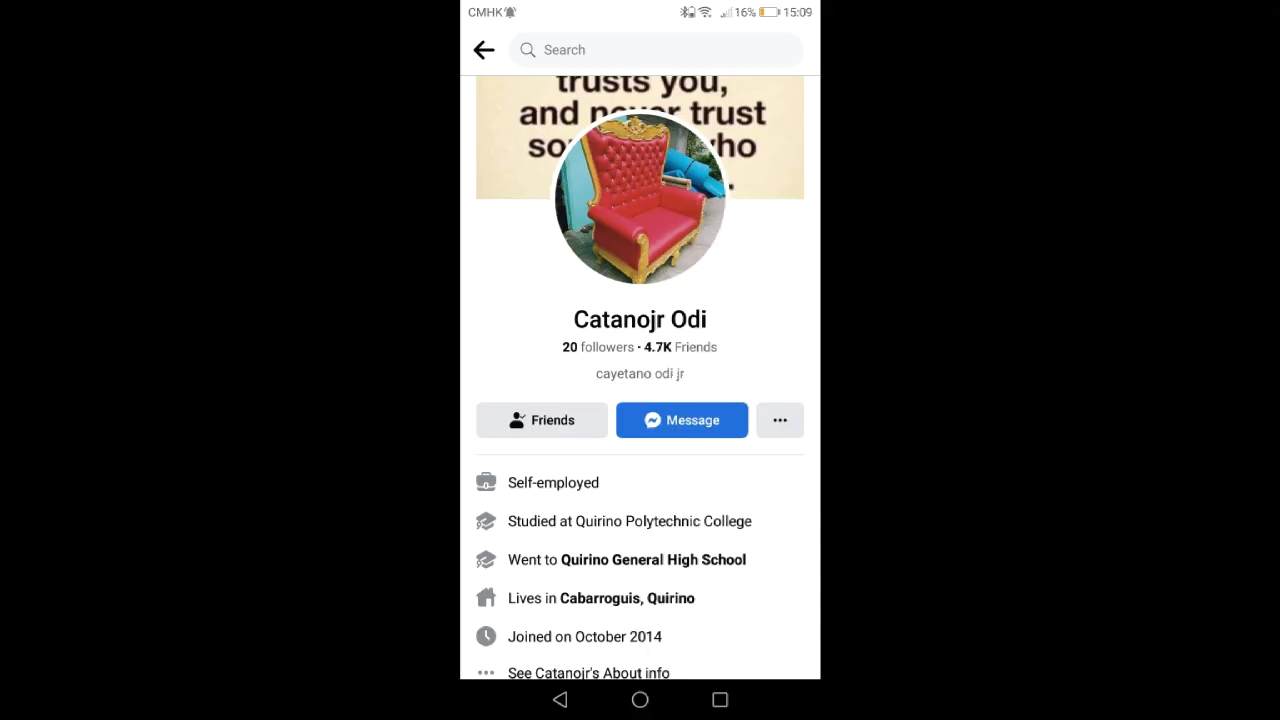 CMHK
16% 15:09
Search
trusts you,
and never trust
who
Catanojr Odi
20 followers · 4.7K Friends
cayetano odi jr
Friends
Message
Self-employed
Studied at Quirino Polytechnic College
Went to Quirino General High School
Lives in Cabarroguis, Quirino
Joined on October 2014
See Catanojr's About info